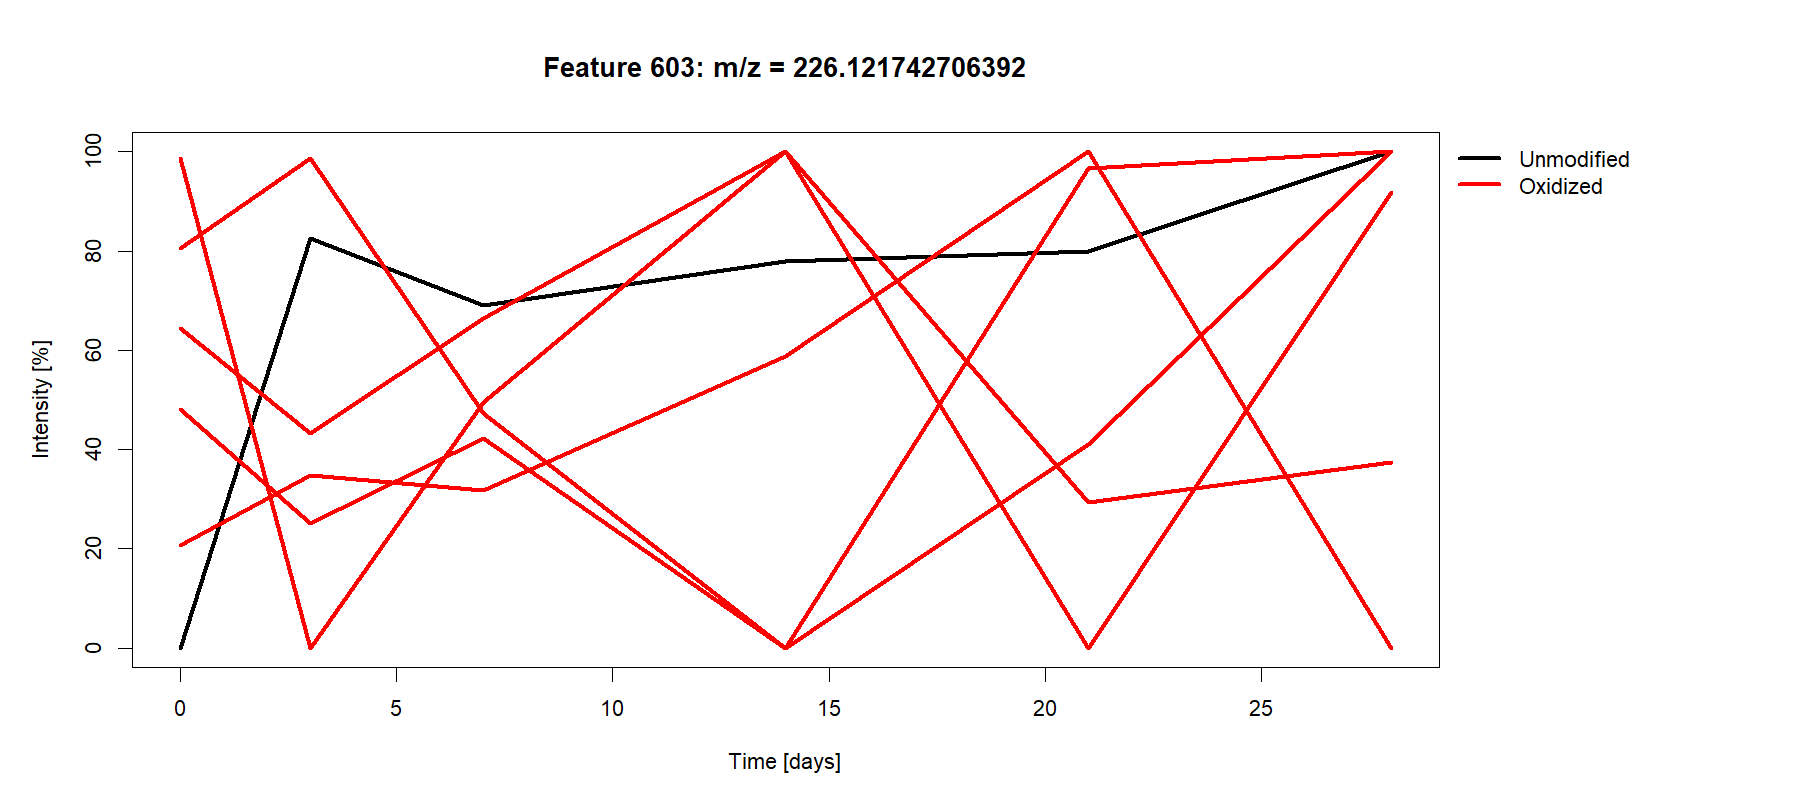 Feature 603: m/z = 226.121742706392
Unmodified
Oxidized
Intensity [%]
100
80
60
40
20
0
0 5 10 15 20 25
Time [days]